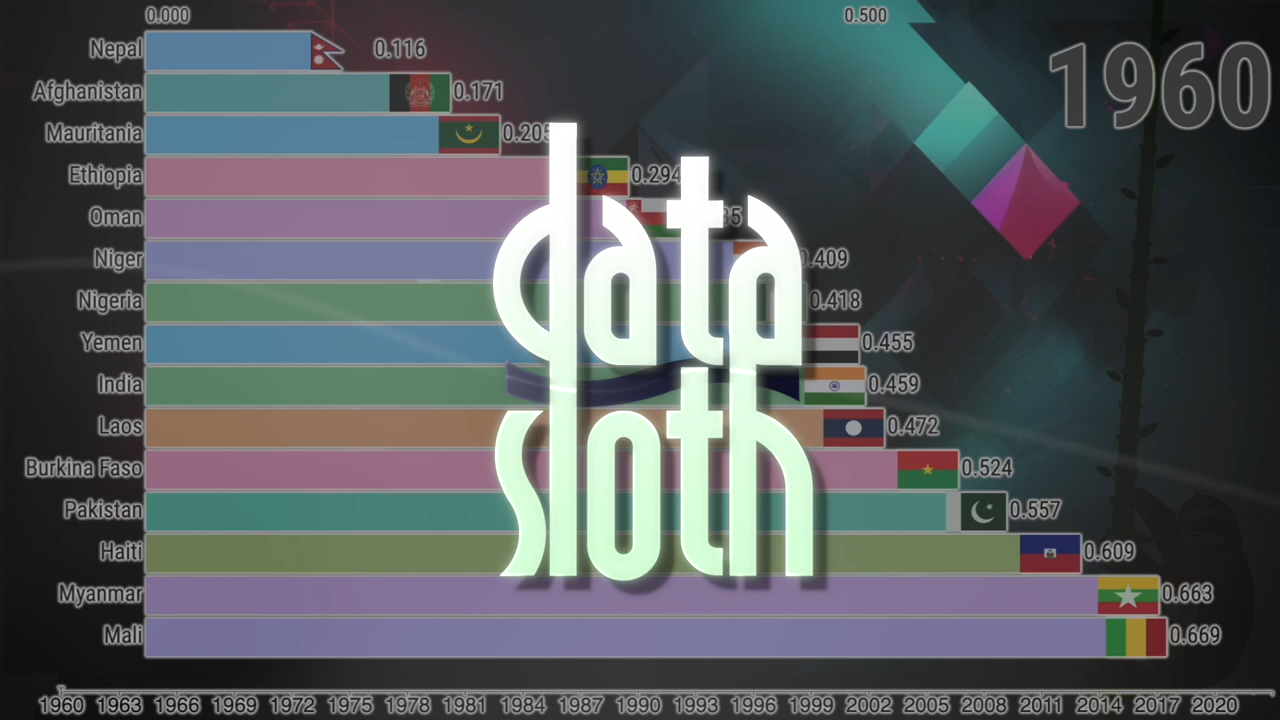 0.000 0.500
1960
Nepal 0.116
Afghanistan 0.171
Mauritania 0.205
Ethiopia 0.294
Oman
Niger 0.409
Nigeria 0.418
Yemen 0.455
India 0.459
Laos 0.472
Burkina Faso 0.524
Pakistan 0.557
Haiti 0.609
Myanmar 0.663
Mali 0.669
data
sloth
1960 1963 1966 1969 1972 1975 1978 1981 1984 1987 1990 1993 1996 1999 2002 2005 2008 2011 2014 2017 2020